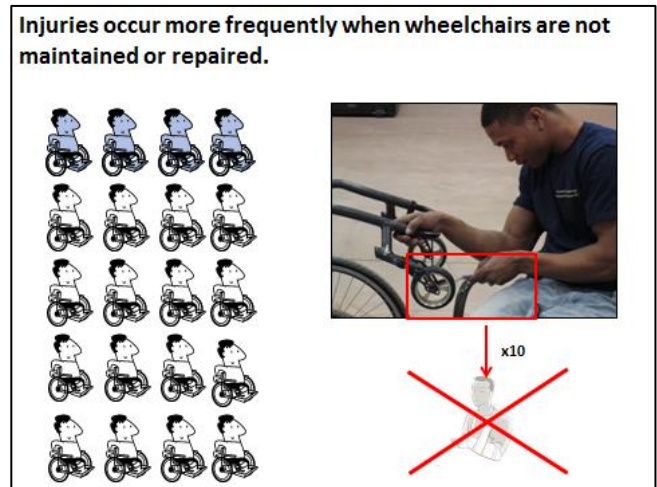 Injuries occur more frequently when wheelchairs are not
maintained or repaired.
x10